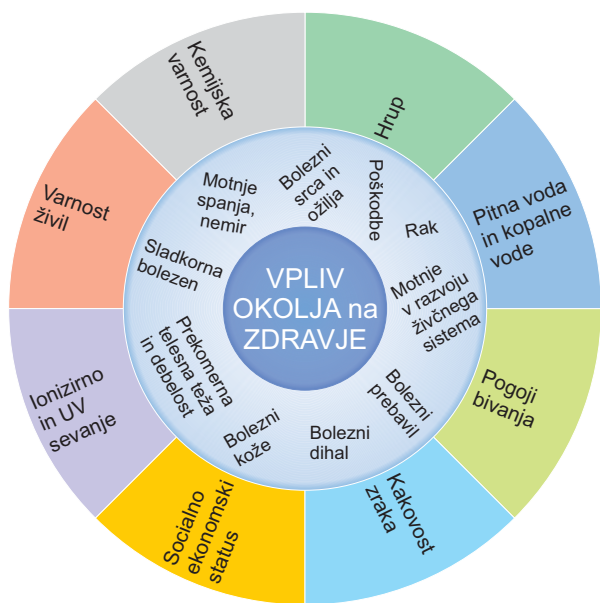 Kemijska
varnost
Hrup
Pitna voda
in kopalne
vode
Pogoji
bivanja
Kakovost
zraka
Socialno
ekonomski
status
Ionizirno
in UV
sevanje
Varnost
živil
Bolezni
srca in
ožilja
Poškodbe
Rak
Motnje
v razvoju
živčnega
sistema
Bolezni
prebavil
Bolezni
dihal
Bolezni
kože
Prekomerna
telesna teža
in debelost
Sladkorna
bolezen
Motnje
spanja,
nemir
VPLIV
OKOLJA na
ZDRAVJE